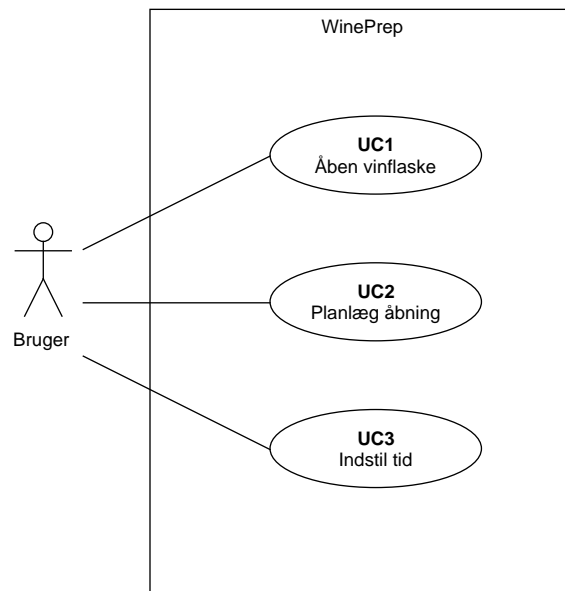 WinePrep
UC1
Åben vinflaske
UC2
Planlæg åbning
Bruger
UC3
Indstil tid